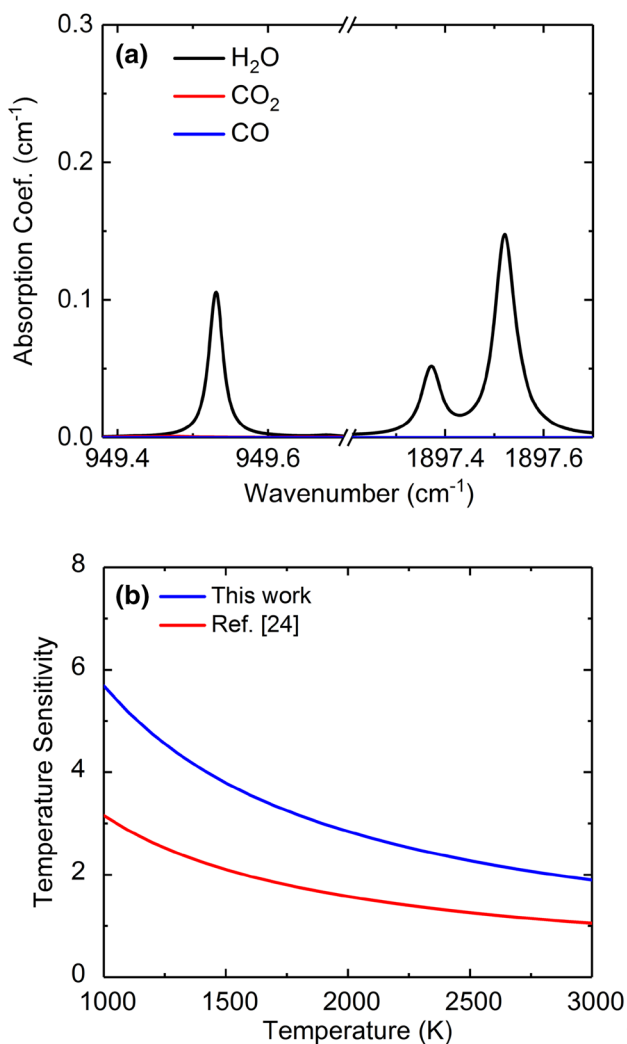 0.3
(a)
H₂O
CO₂
CO
0.2
0.1
0.0
Absorption Coef. (cm⁻¹)
949.4 949.6 1897.4 1897.6
Wavenumber (cm⁻¹)
8
(b)
This work
Ref. [24]
6
4
2
0
Temperature Sensitivity
1000 1500 2000 2500 3000
Temperature (K)